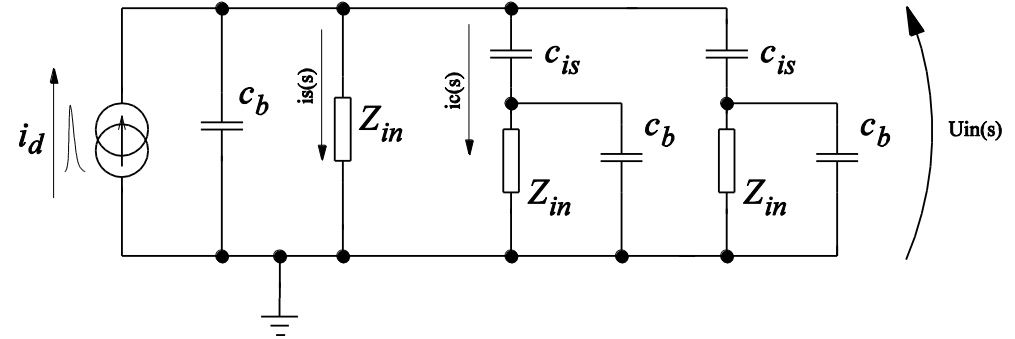 i_d
c_b
is(s)
Z_in
ic(s)
c_is
Z_in
c_b
c_is
Z_in
c_b
Uin(s)